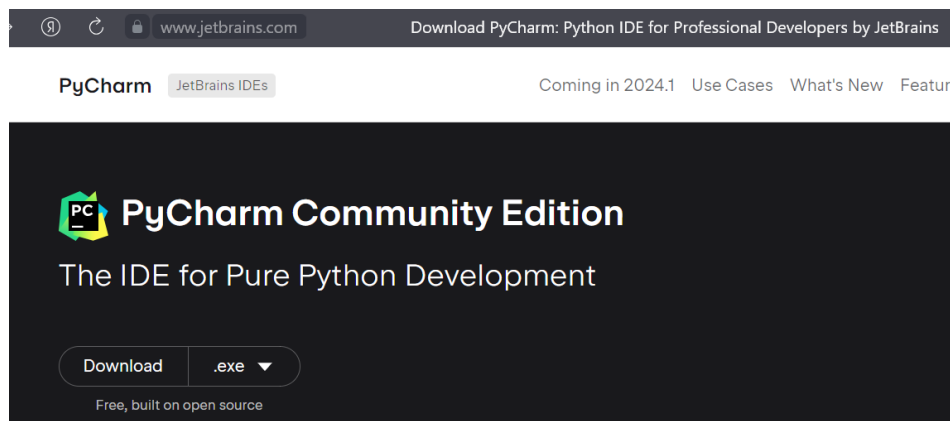 Я www.jetbrains.com Download PyCharm: Python IDE for Professional Developers by JetBrains
PyCharm JetBrains IDEs Coming in 2024.1 Use Cases What's New Featur
PC PyCharm Community Edition
The IDE for Pure Python Development
Download .exe
Free, built on open source